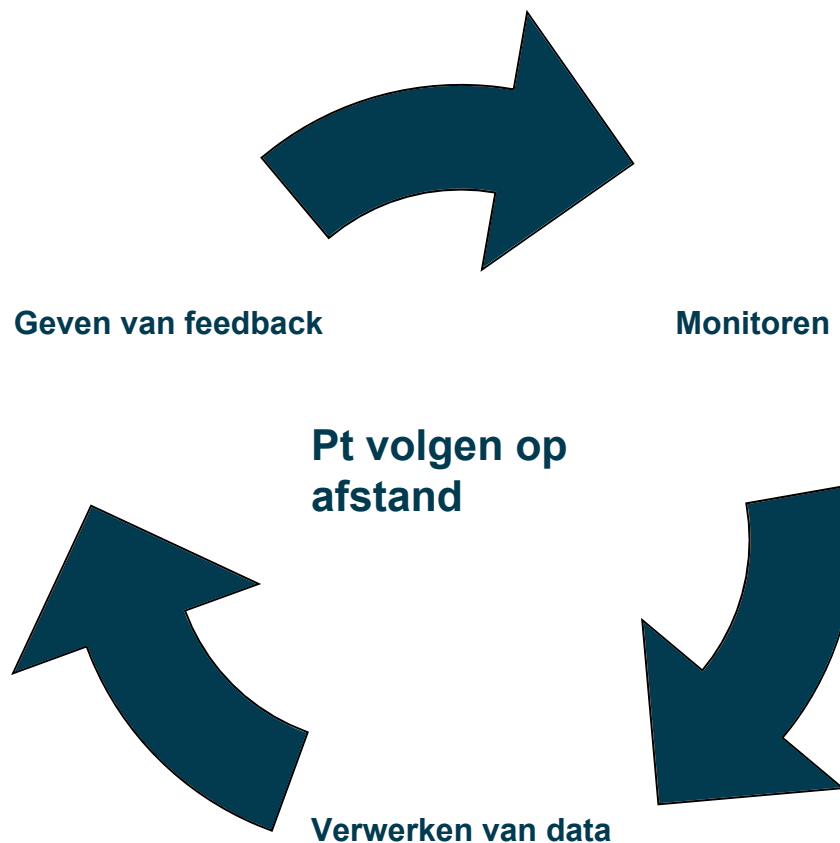 Geven van feedback
Monitoren
Pt volgen op
afstand
Verwerken van data